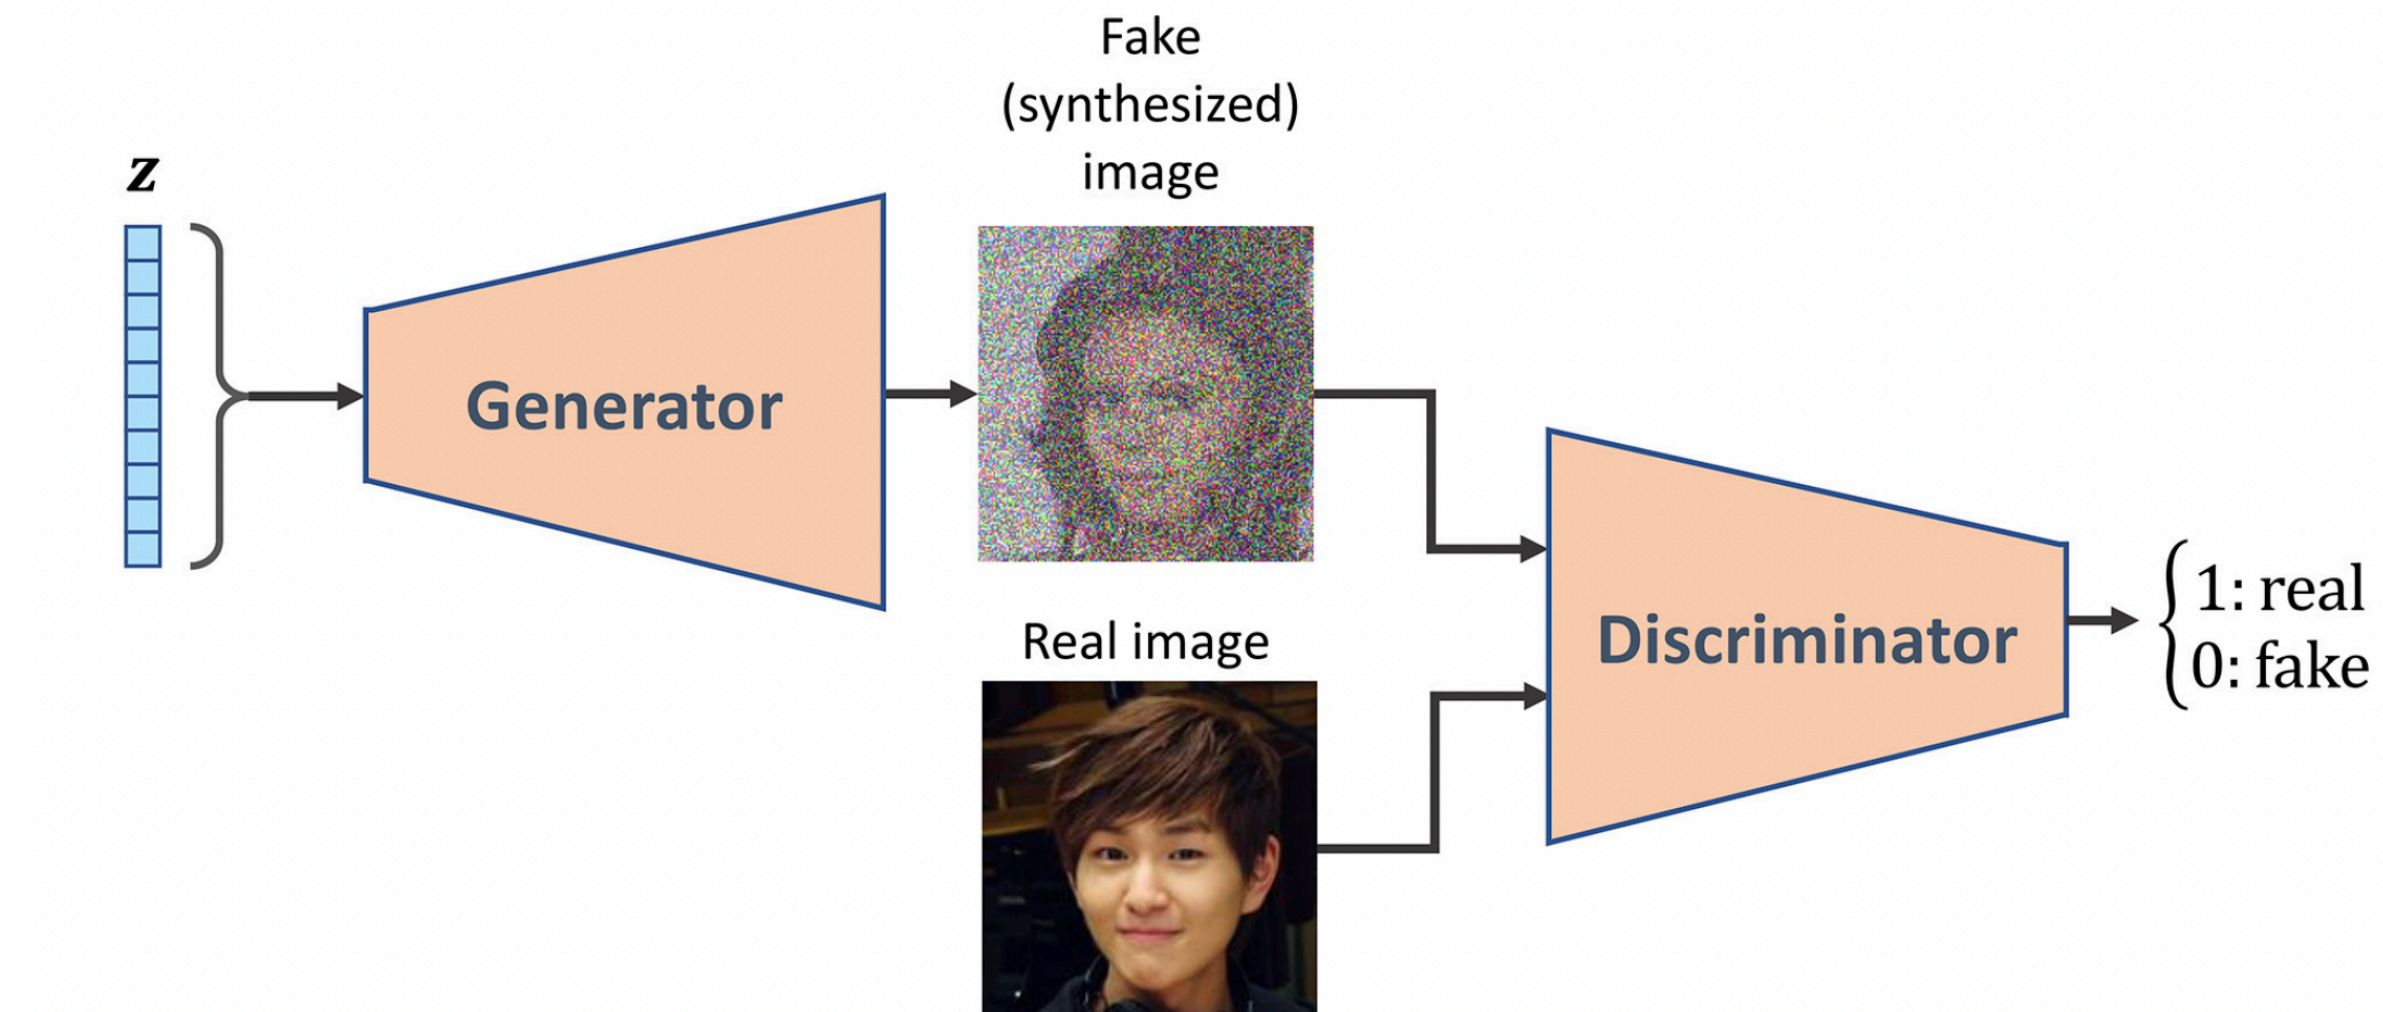 Fake
(synthesized)
image
z
Generator
Real image
Discriminator
1: real
0: fake